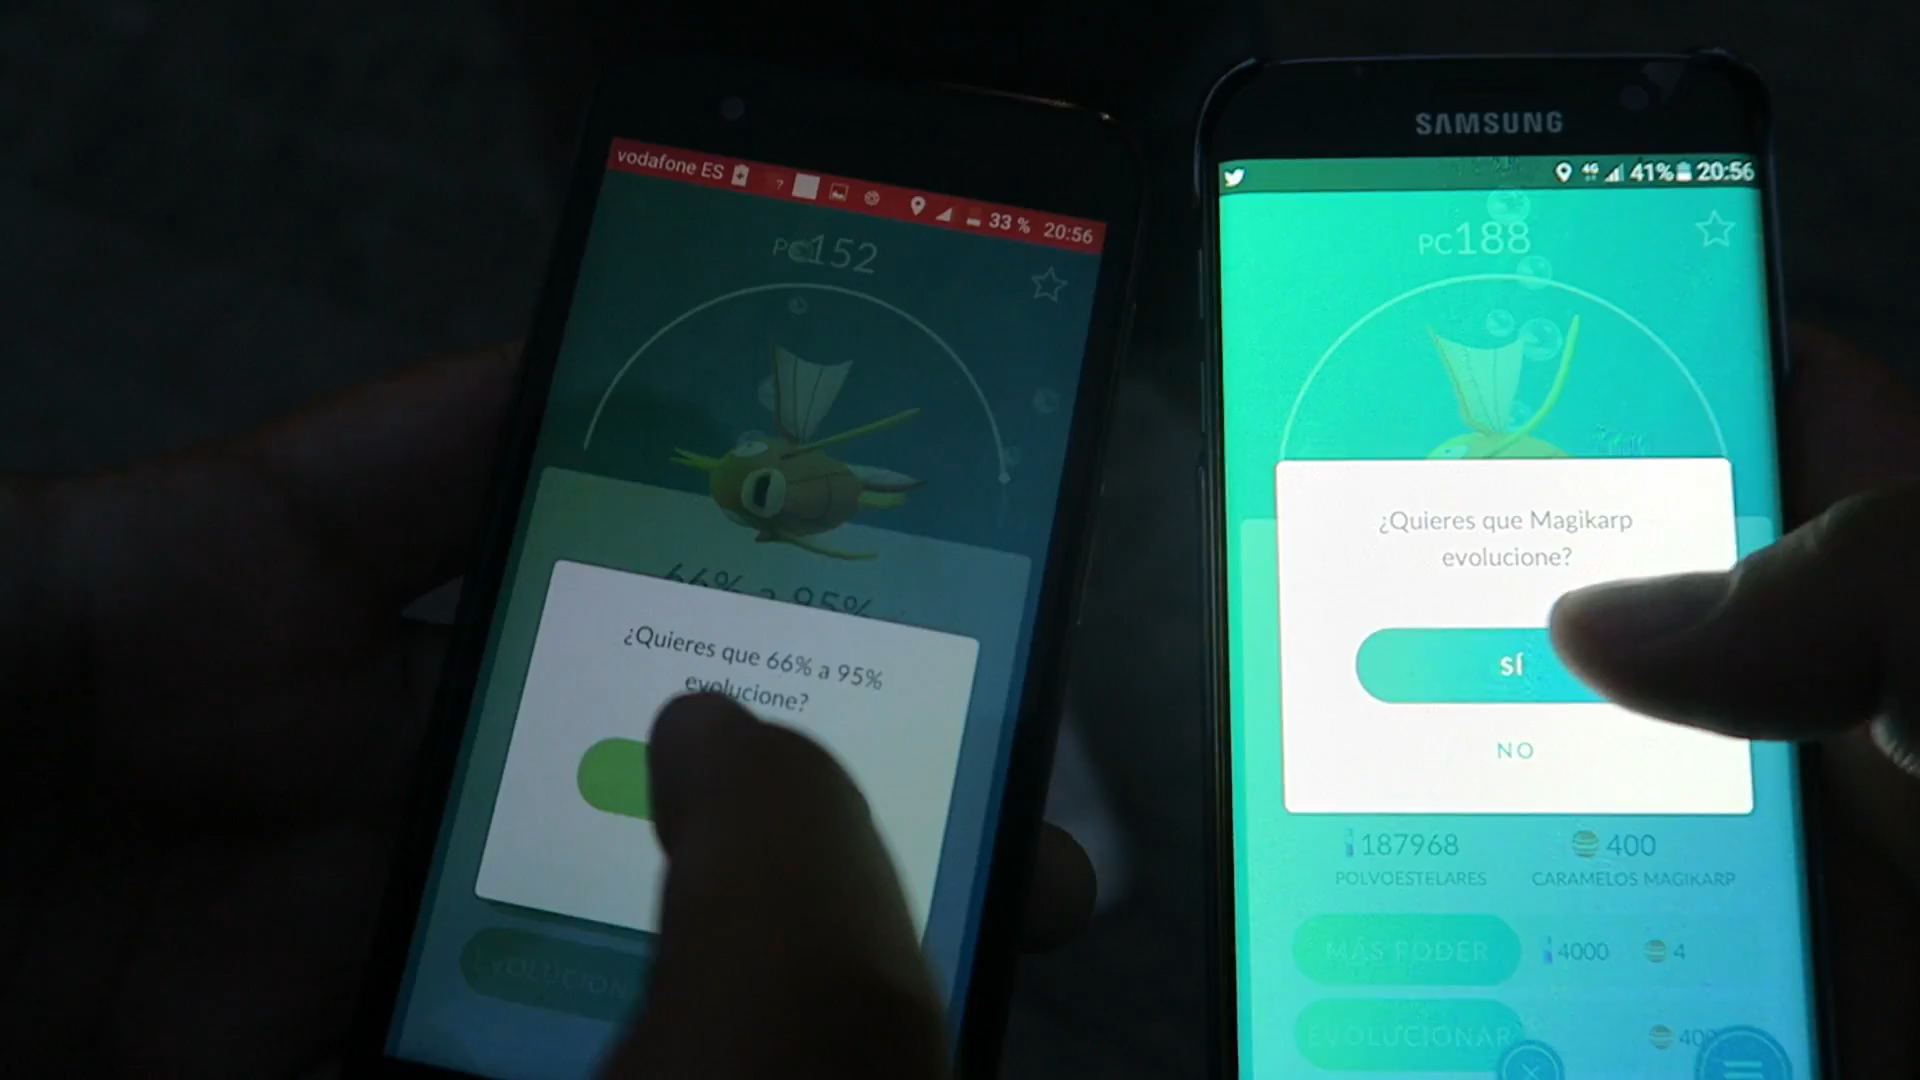 vodafone ES
33 % 20:56
PC152
66% a 95%
¿Quieres que 66% a 95%
evolucione?
SAMSUNG
4G 41% 20:56
PC188
¿Quieres que Magikarp
evolucione?
SÍ
NO
187968 400
POLVOESTELARES CARAMELOS MAGIKARP
MÁS PODER 4000 4
EVOLUCIONAR